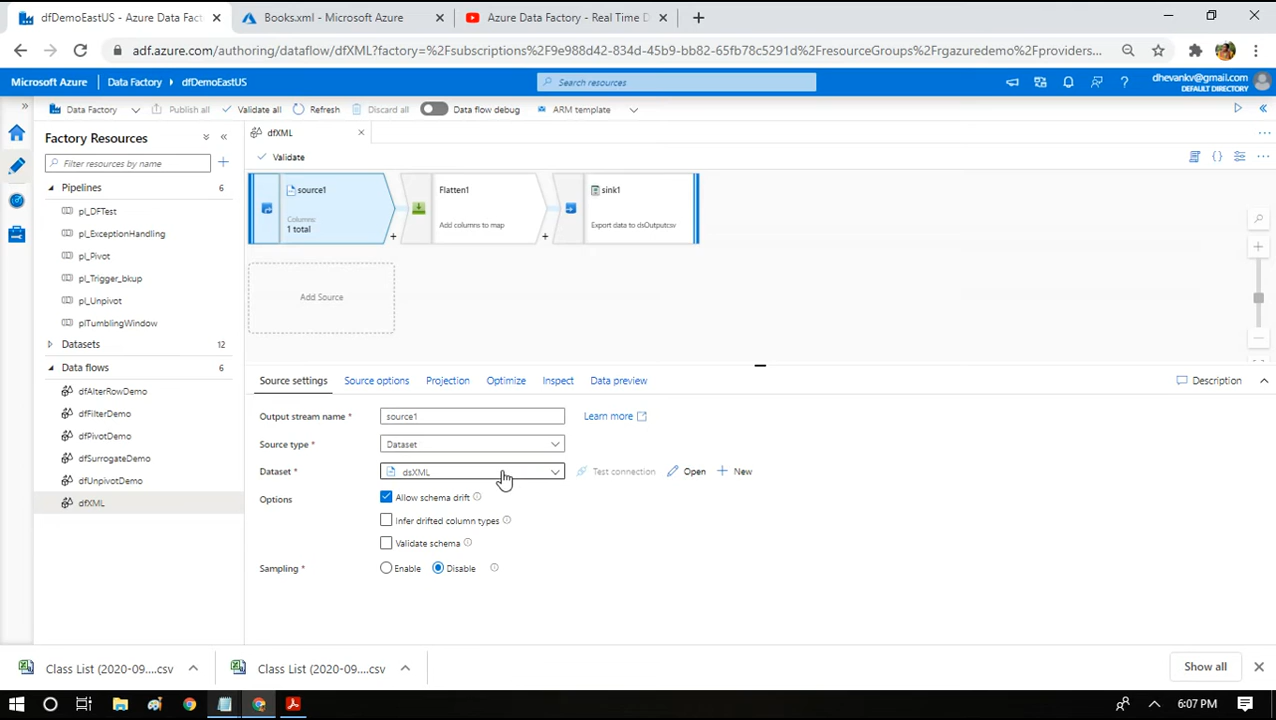 dfDemoEastUS - Azure Data Factory
Books.xml - Microsoft Azure
Azure Data Factory - Real Time D
adf.azure.com/authoring/dataflow/dfXML?factory=%2Fsubscriptions%2F9e988d42-834d-45b9-bb82-65fb78c5291d%2FresourceGroups%2Frgazuredemo%2Fproviders...
Microsoft Azure
Data Factory
dfDemoEastUS
Search resources
dhevankv@gmail.com
DEFAULT DIRECTORY
Data Factory
Publish all
Validate all
Refresh
Discard all
Data flow debug
ARM template
Factory Resources
Filter resources by name
Pipelines 6
pl_DFTest
pl_ExceptionHandling
pl_Pivot
pl_Trigger_bkup
pl_Unpivot
plTumblingWindow
Datasets 12
Data flows 6
dfAlterRowDemo
dfFilterDemo
dfPivotDemo
dfSurrogateDemo
dfUnpivotDemo
dfXML
dfXML
Validate
source1
Columns:
1 total
Flatten1
Add columns to map
sink1
Export data to dsOutputcsv
Add Source
Source settings
Source options
Projection
Optimize
Inspect
Data preview
Description
Output stream name * source1
Learn more
Source type * Dataset
Dataset * dsXML
Test connection
Open
New
Options
Allow schema drift
Infer drifted column types
Validate schema
Sampling *
Enable
Disable
Class List (2020-09....csv
Class List (2020-09....csv
Show all
6:07 PM